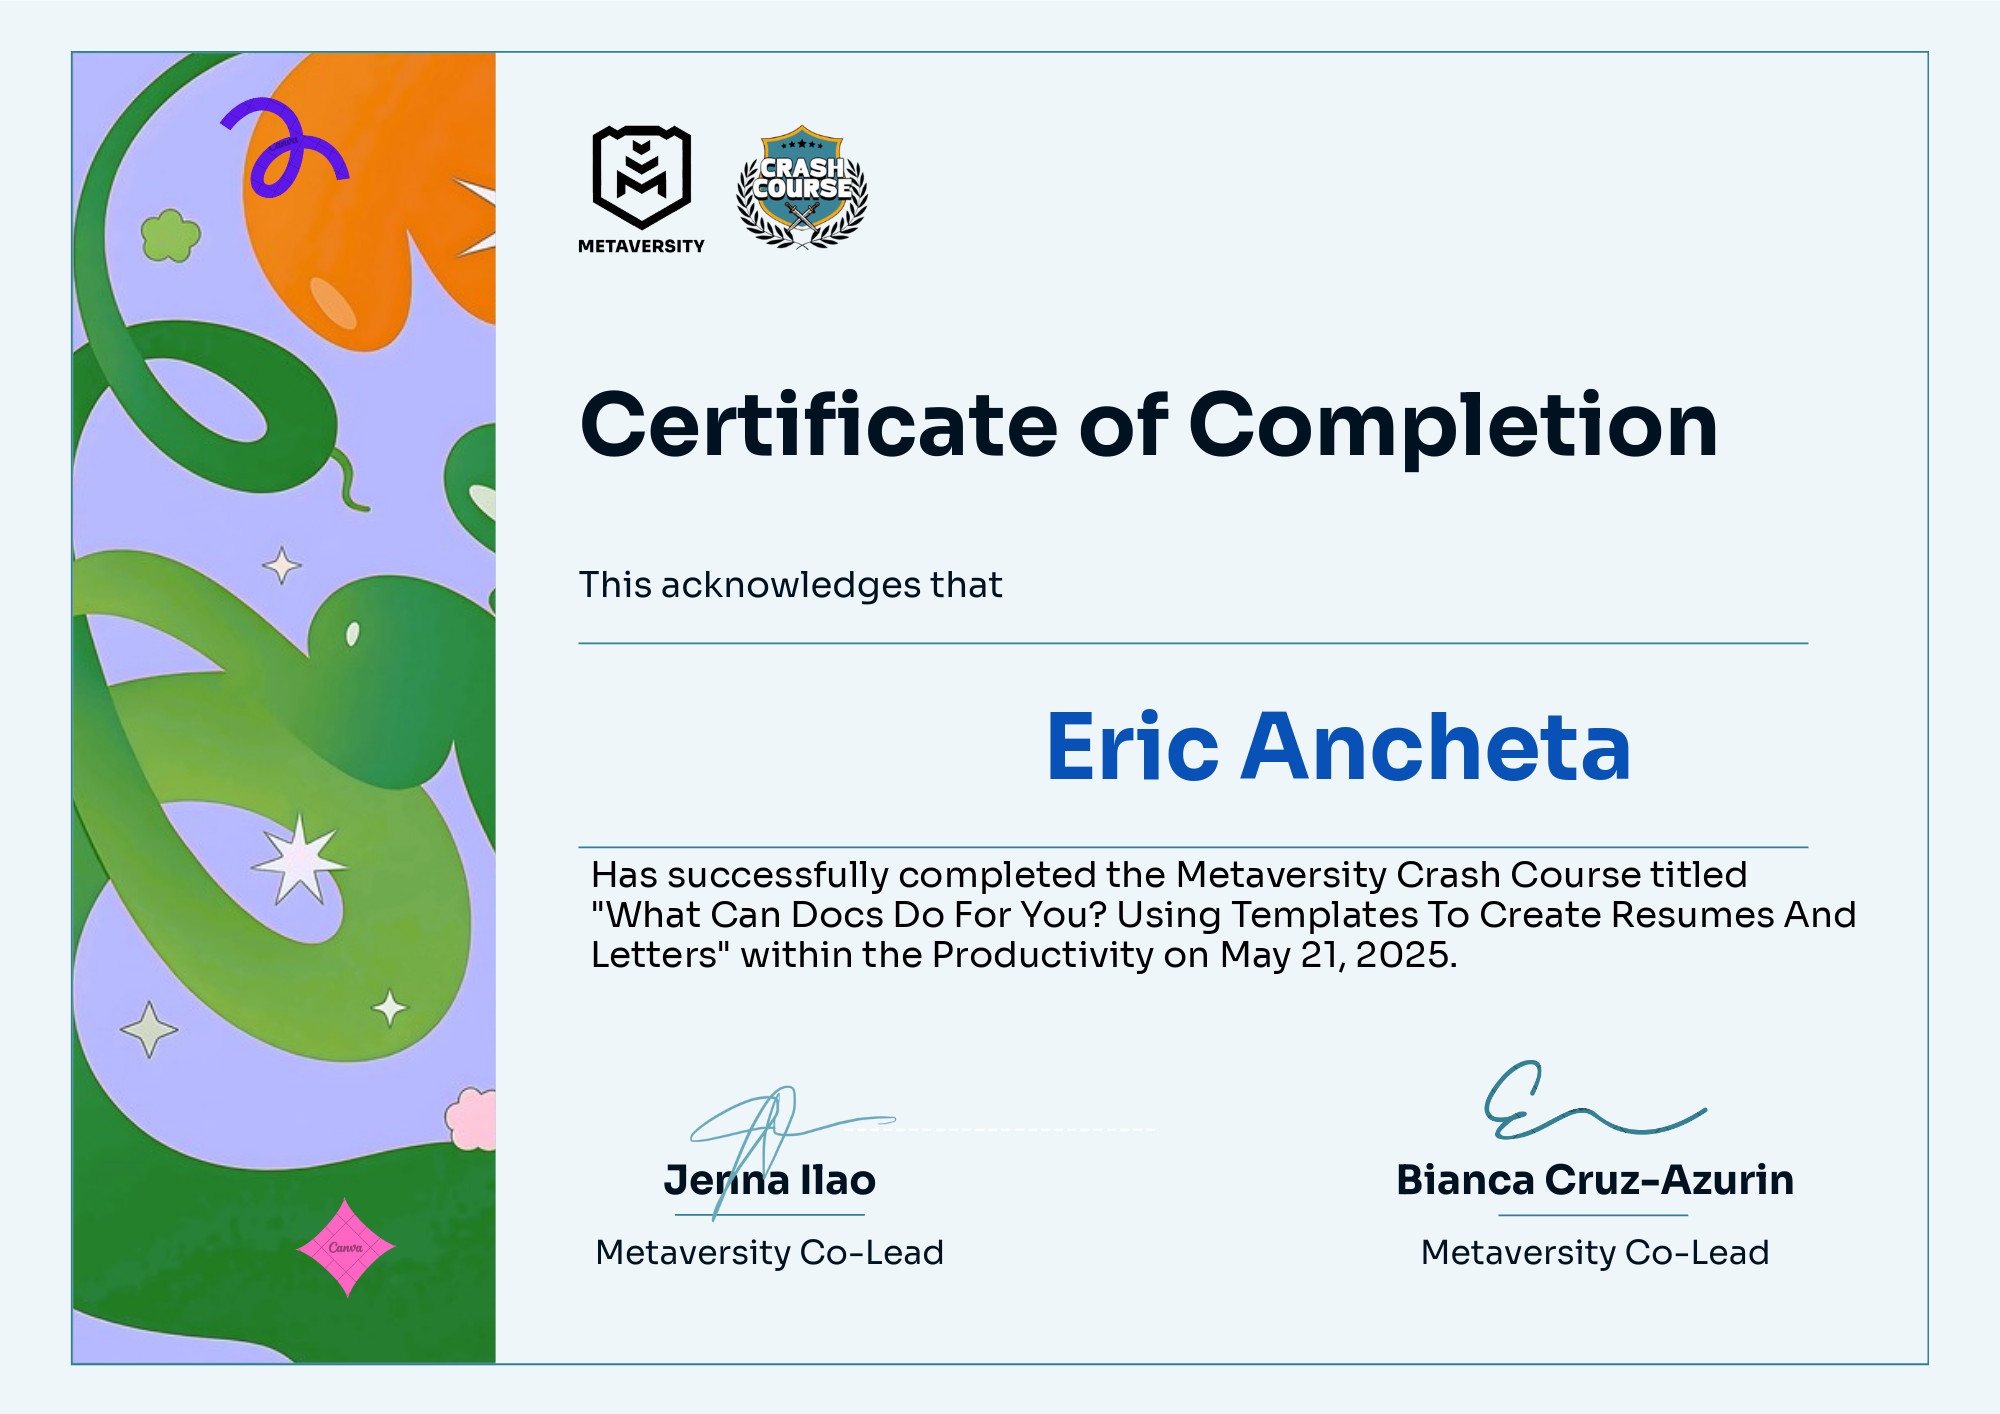 Canva
METAVERSITY
CRASH
COURSE
Certificate of Completion
This acknowledges that
Eric Ancheta
Has successfully completed the Metaversity Crash Course titled
"What Can Docs Do For You? Using Templates To Create Resumes And
Letters" within the Productivity on May 21, 2025.
Jenna Ilao
Metaversity Co-Lead
Bianca Cruz-Azurin
Metaversity Co-Lead
Canva